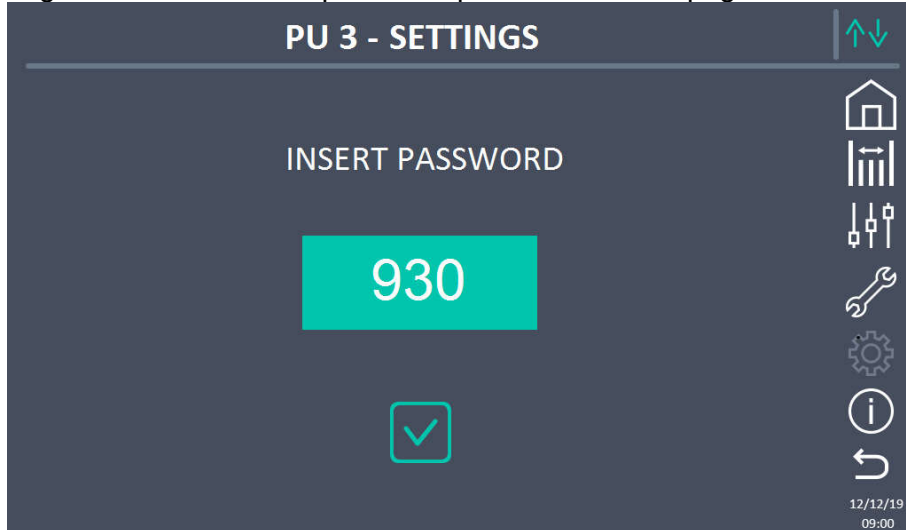 PU 3 - SETTINGS
INSERT PASSWORD
930
i
12/12/19
09:00